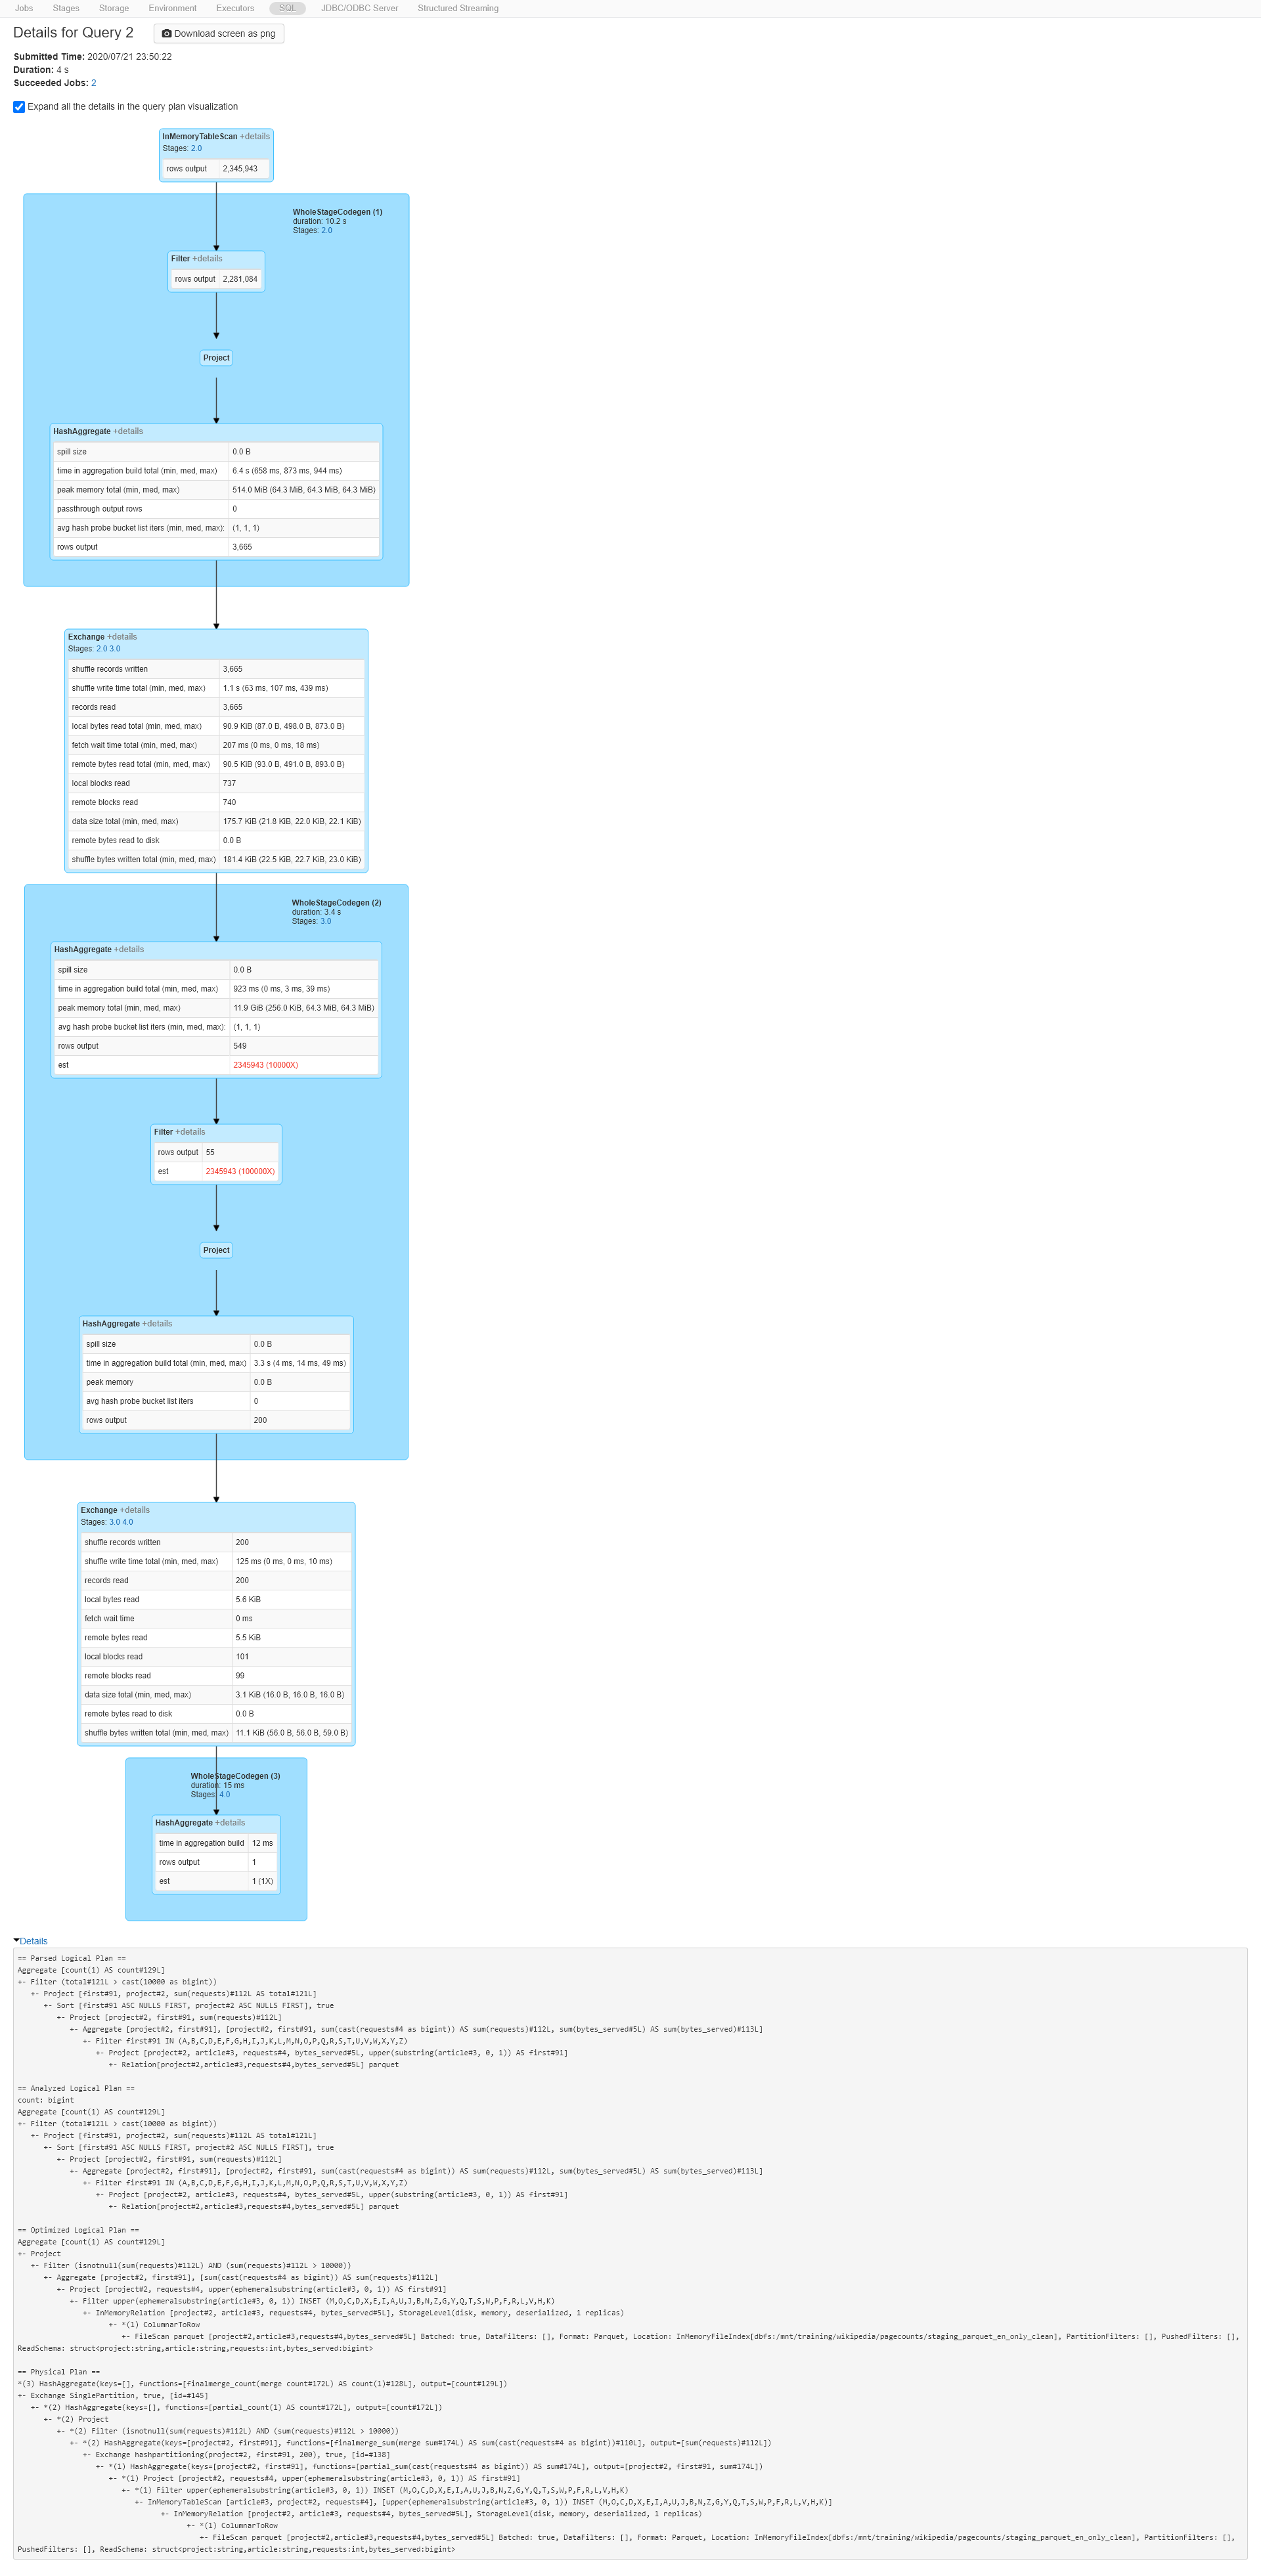 Jobs Stages Storage Environment Executors SQL JDBC/ODBC Server Structured Streaming
Details for Query 2 Download screen as png
Submitted Time: 2020/07/21 23:50:22
Duration: 4 s
Succeeded Jobs: 2
Expand all the details in the query plan visualization
InMemoryTableScan +details
Stages: 2.0
rows output 2,345,943
WholeStageCodegen (1)
duration: 10.2 s
Stages: 2.0
Filter +details
rows output 2,281,084
Project
HashAggregate +details
spill size 0.0 B
time in aggregation build total (min, med, max) 6.4 s (658 ms, 873 ms, 944 ms)
peak memory total (min, med, max) 514.0 MiB (64.3 MiB, 64.3 MiB, 64.3 MiB)
passthrough output rows 0
avg hash probe bucket list iters (min, med, max): (1, 1, 1)
rows output 3,665
Exchange +details
Stages: 2.0 3.0
shuffle records written 3,665
shuffle write time total (min, med, max) 1.1 s (63 ms, 107 ms, 439 ms)
records read 3,665
local bytes read total (min, med, max) 90.9 KiB (87.0 B, 498.0 B, 873.0 B)
fetch wait time total (min, med, max) 207 ms (0 ms, 0 ms, 18 ms)
remote bytes read total (min, med, max) 90.5 KiB (93.0 B, 491.0 B, 893.0 B)
local blocks read 737
remote blocks read 740
data size total (min, med, max) 175.7 KiB (21.8 KiB, 22.0 KiB, 22.1 KiB)
remote bytes read to disk 0.0 B
shuffle bytes written total (min, med, max) 181.4 KiB (22.5 KiB, 22.7 KiB, 23.0 KiB)
WholeStageCodegen (2)
duration: 3.4 s
Stages: 3.0
HashAggregate +details
spill size 0.0 B
time in aggregation build total (min, med, max) 923 ms (0 ms, 3 ms, 39 ms)
peak memory total (min, med, max) 11.9 GiB (256.0 KiB, 64.3 MiB, 64.3 MiB)
avg hash probe bucket list iters (min, med, max): (1, 1, 1)
rows output 549
est 2345943 (10000X)
Filter +details
rows output 55
est 2345943 (100000X)
Project
HashAggregate +details
spill size 0.0 B
time in aggregation build total (min, med, max) 3.3 s (4 ms, 14 ms, 49 ms)
peak memory 0.0 B
avg hash probe bucket list iters 0
rows output 200
Exchange +details
Stages: 3.0 4.0
shuffle records written 200
shuffle write time total (min, med, max) 125 ms (0 ms, 0 ms, 10 ms)
records read 200
local bytes read 5.6 KiB
fetch wait time 0 ms
remote bytes read 5.5 KiB
local blocks read 101
remote blocks read 99
data size total (min, med, max) 3.1 KiB (16.0 B, 16.0 B, 16.0 B)
remote bytes read to disk 0.0 B
shuffle bytes written total (min, med, max) 11.1 KiB (56.0 B, 56.0 B, 59.0 B)
WholeStageCodegen (3)
duration: 15 ms
Stages: 4.0
HashAggregate +details
time in aggregation build 12 ms
rows output 1
est 1 (1X)
Details
== Parsed Logical Plan ==
Aggregate [count(1) AS count#129L]
+- Filter (total#121L > cast(10000 as bigint))
+- Project [first#91, project#2, sum(requests)#112L AS total#121L]
+- Sort [first#91 ASC NULLS FIRST, project#2 ASC NULLS FIRST], true
+- Project [project#2, first#91, sum(requests)#112L]
+- Aggregate [project#2, first#91], [project#2, first#91, sum(cast(requests#4 as bigint)) AS sum(requests)#112L, sum(bytes_served#5L) AS sum(bytes_served)#113L]
+- Filter first#91 IN (A,B,C,D,E,F,G,H,I,J,K,L,M,N,O,P,Q,R,S,T,U,V,W,X,Y,Z)
+- Project [project#2, article#3, requests#4, bytes_served#5L, upper(substring(article#3, 0, 1)) AS first#91]
+- Relation[project#2,article#3,requests#4,bytes_served#5L] parquet
== Analyzed Logical Plan ==
count: bigint
Aggregate [count(1) AS count#129L]
+- Filter (total#121L > cast(10000 as bigint))
+- Project [first#91, project#2, sum(requests)#112L AS total#121L]
+- Sort [first#91 ASC NULLS FIRST, project#2 ASC NULLS FIRST], true
+- Project [project#2, first#91, sum(requests)#112L]
+- Aggregate [project#2, first#91], [project#2, first#91, sum(cast(requests#4 as bigint)) AS sum(requests)#112L, sum(bytes_served#5L) AS sum(bytes_served)#113L]
+- Filter first#91 IN (A,B,C,D,E,F,G,H,I,J,K,L,M,N,O,P,Q,R,S,T,U,V,W,X,Y,Z)
+- Project [project#2, article#3, requests#4, bytes_served#5L, upper(substring(article#3, 0, 1)) AS first#91]
+- Relation[project#2,article#3,requests#4,bytes_served#5L] parquet
== Optimized Logical Plan ==
Aggregate [count(1) AS count#129L]
+- Project
+- Filter (isnotnull(sum(requests)#112L) AND (sum(requests)#112L > 10000))
+- Aggregate [project#2, first#91], [sum(cast(requests#4 as bigint)) AS sum(requests)#112L]
+- Project [project#2, requests#4, upper(ephemeralsubstring(article#3, 0, 1)) AS first#91]
+- Filter upper(ephemeralsubstring(article#3, 0, 1)) INSET (M,O,C,D,X,E,I,A,U,J,B,N,Z,G,Y,Q,T,S,W,P,F,R,L,V,H,K)
+- InMemoryRelation [project#2, article#3, requests#4, bytes_served#5L], StorageLevel(disk, memory, deserialized, 1 replicas)
+- *(1) ColumnarToRow
+- FileScan parquet [project#2,article#3,requests#4,bytes_served#5L] Batched: true, DataFilters: [], Format: Parquet, Location: InMemoryFileIndex[dbfs:/mnt/training/wikipedia/pagecounts/staging_parquet_en_only_clean], PartitionFilters: [], PushedFilters: [],
ReadSchema: struct<project:string,article:string,requests:int,bytes_served:bigint>
== Physical Plan ==
*(3) HashAggregate(keys=[], functions=[finalmerge_count(merge count#172L) AS count(1)#128L], output=[count#129L])
+- Exchange SinglePartition, true, [id=#145]
+- *(2) HashAggregate(keys=[], functions=[partial_count(1) AS count#172L], output=[count#172L])
+- *(2) Project
+- *(2) Filter (isnotnull(sum(requests)#112L) AND (sum(requests)#112L > 10000))
+- *(2) HashAggregate(keys=[project#2, first#91], functions=[finalmerge_sum(merge sum#174L) AS sum(cast(requests#4 as bigint))#110L], output=[sum(requests)#112L])
+- Exchange hashpartitioning(project#2, first#91, 200), true, [id=#138]
+- *(1) HashAggregate(keys=[project#2, first#91], functions=[partial_sum(cast(requests#4 as bigint)) AS sum#174L], output=[project#2, first#91, sum#174L])
+- *(1) Project [project#2, requests#4, upper(ephemeralsubstring(article#3, 0, 1)) AS first#91]
+- *(1) Filter upper(ephemeralsubstring(article#3, 0, 1)) INSET (M,O,C,D,X,E,I,A,U,J,B,N,Z,G,Y,Q,T,S,W,P,F,R,L,V,H,K)
+- InMemoryTableScan [article#3, project#2, requests#4], [upper(ephemeralsubstring(article#3, 0, 1)) INSET (M,O,C,D,X,E,I,A,U,J,B,N,Z,G,Y,Q,T,S,W,P,F,R,L,V,H,K)]
+- InMemoryRelation [project#2, article#3, requests#4, bytes_served#5L], StorageLevel(disk, memory, deserialized, 1 replicas)
+- *(1) ColumnarToRow
+- FileScan parquet [project#2,article#3,requests#4,bytes_served#5L] Batched: true, DataFilters: [], Format: Parquet, Location: InMemoryFileIndex[dbfs:/mnt/training/wikipedia/pagecounts/staging_parquet_en_only_clean], PartitionFilters: [],
PushedFilters: [], ReadSchema: struct<project:string,article:string,requests:int,bytes_served:bigint>